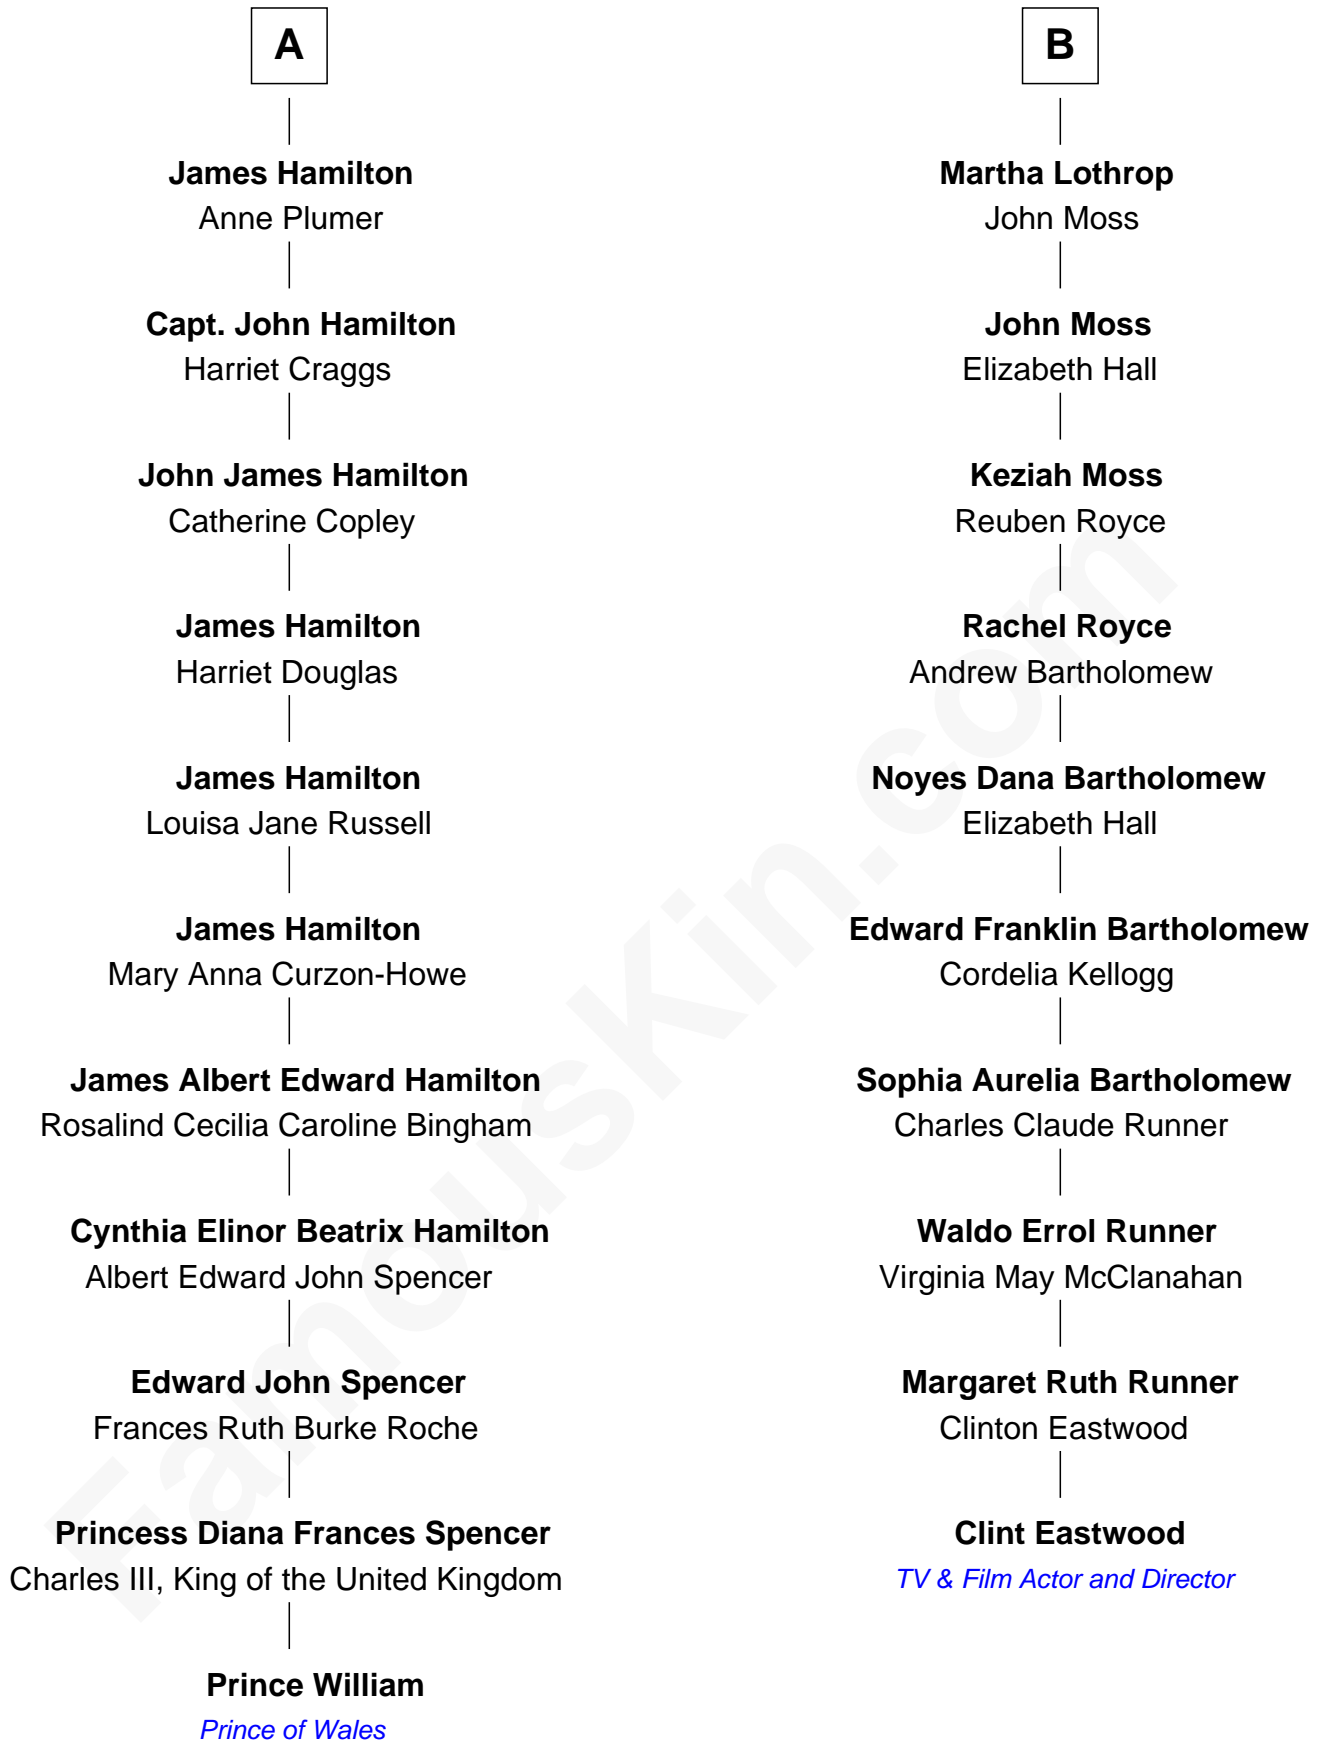 A
James Hamilton
Anne Plumer
Capt. John Hamilton
Harriet Craggs
John James Hamilton
Catherine Copley
James Hamilton
Harriet Douglas
James Hamilton
Louisa Jane Russell
James Hamilton
Mary Anna Curzon-Howe
James Albert Edward Hamilton
Rosalind Cecilia Caroline Bingham
Cynthia Elinor Beatrix Hamilton
Albert Edward John Spencer
Edward John Spencer
Frances Ruth Burke Roche
Princess Diana Frances Spencer
Charles III, King of the United Kingdom
Prince William
Prince of Wales
B
Martha Lothrop
John Moss
John Moss
Elizabeth Hall
Keziah Moss
Reuben Royce
Rachel Royce
Andrew Bartholomew
Noyes Dana Bartholomew
Elizabeth Hall
Edward Franklin Bartholomew
Cordelia Kellogg
Sophia Aurelia Bartholomew
Charles Claude Runner
Waldo Errol Runner
Virginia May McClanahan
Margaret Ruth Runner
Clinton Eastwood
Clint Eastwood
TV & Film Actor and Director
FamousKin.com